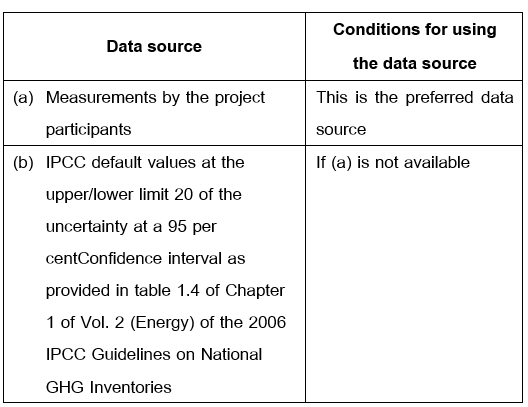 Data source
Conditions for using
the data source
(a) Measurements by the project
participants
This is the preferred data
source
(b) IPCC default values at the
upper/lower limit 20 of the
uncertainty at a 95 per
centConfidence interval as
provided in table 1.4 of Chapter
1 of Vol. 2 (Energy) of the 2006
IPCC Guidelines on National
GHG Inventories
If (a) is not available